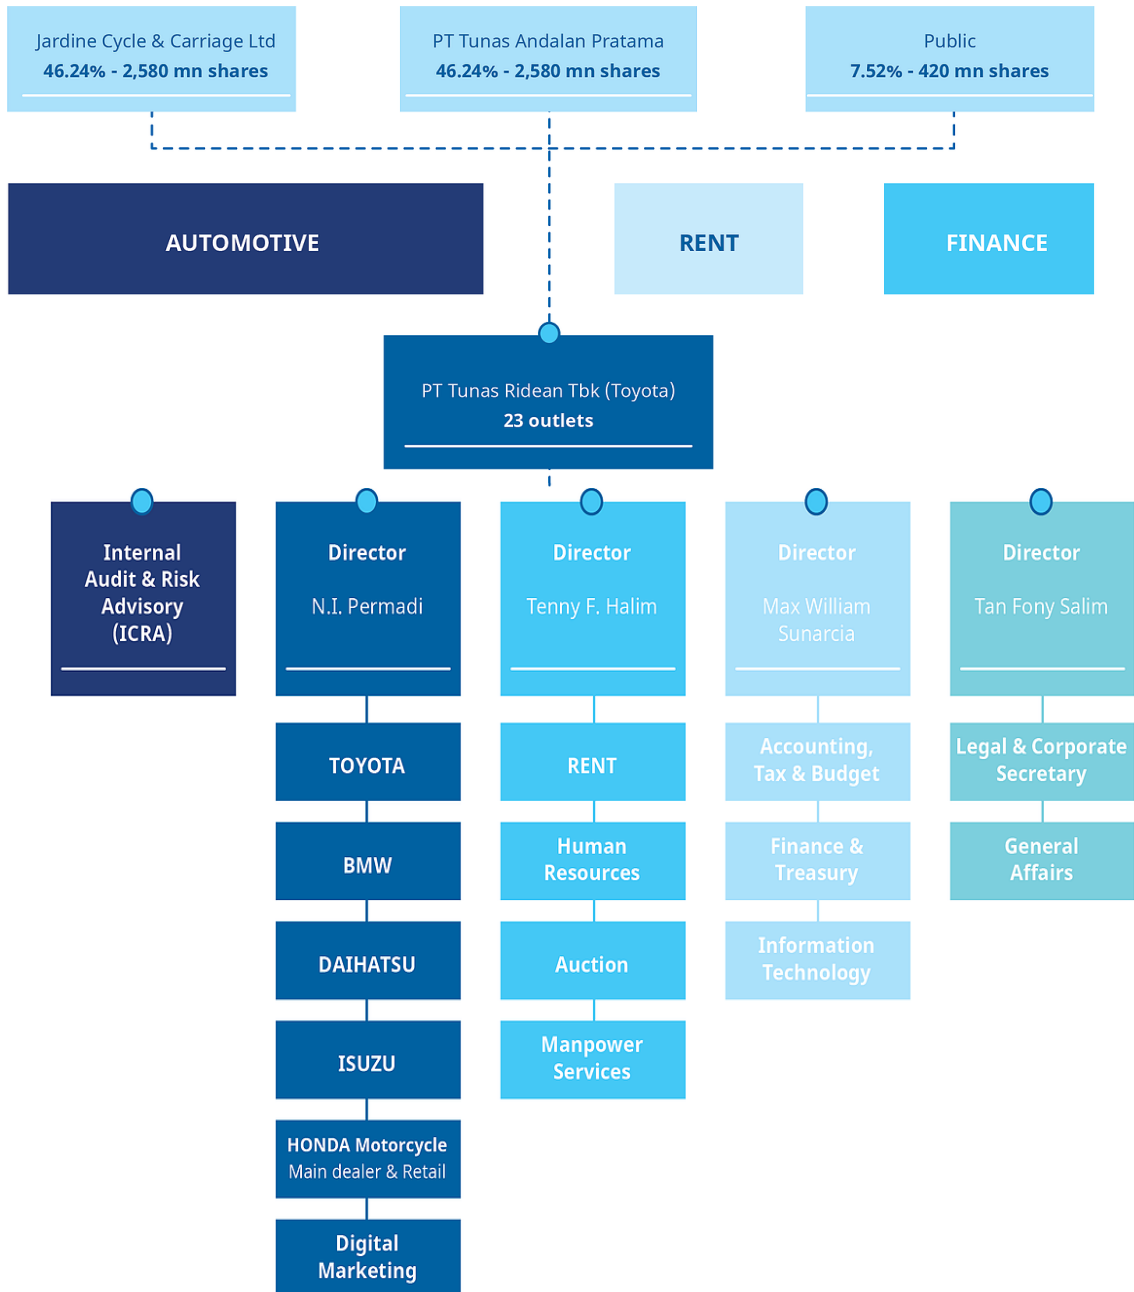 Jardine Cycle & Carriage Ltd
46.24% - 2,580 mn shares
PT Tunas Andalan Pratama
46.24% - 2,580 mn shares
Public
7.52% - 420 mn shares
AUTOMOTIVE
RENT
FINANCE
PT Tunas Ridean Tbk (Toyota)
23 outlets
Internal
Audit & Risk
Advisory
(ICRA)
Director
N.I. Permadi
TOYOTA
BMW
DAIHATSU
ISUZU
HONDA Motorcycle
Main dealer & Retail
Digital
Marketing
Director
Tenny F. Halim
RENT
Human
Resources
Auction
Manpower
Services
Director
Max William
Sunarcia
Accounting,
Tax & Budget
Finance &
Treasury
Information
Technology
Director
Tan Fony Salim
Legal & Corporate
Secretary
General
Affairs